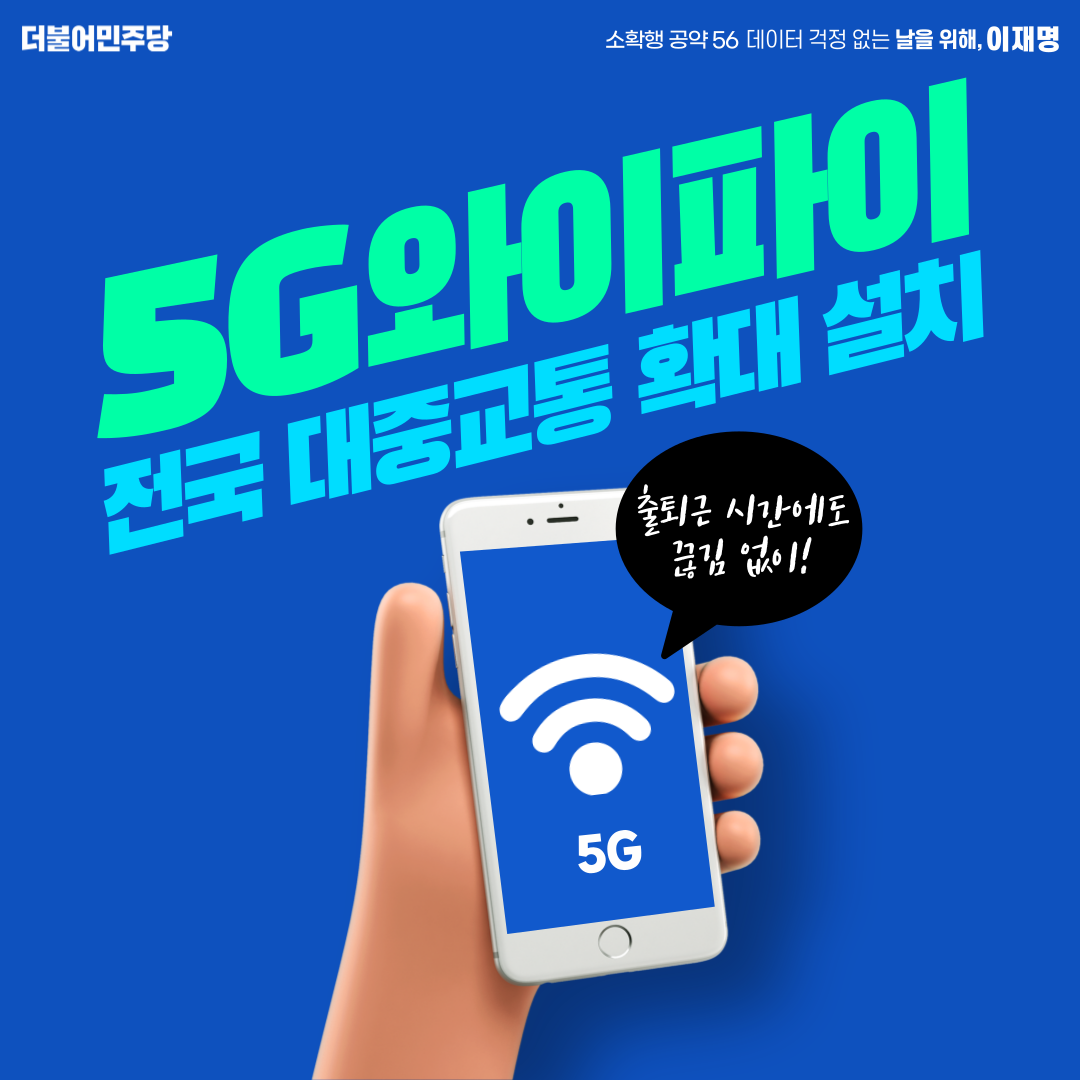 더불어민주당
소확행 공약 56 데이터 걱정 없는 날을 위해, 이재명
5G와이파이
전국 대중교통 확대 설치
출퇴근 시간에도
끊김 없이!
5G